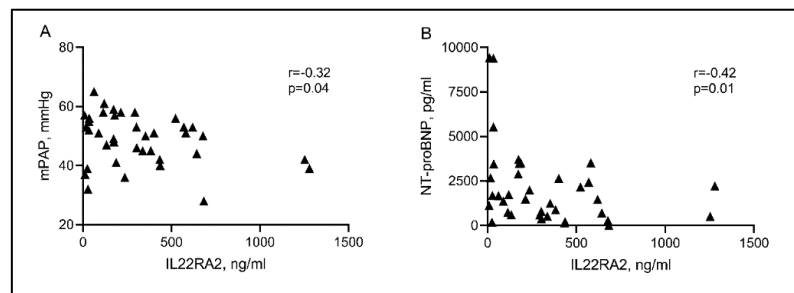 A
80
60
40
20
mPAP, mmHg
r=-0.32
p=0.04
0
500
1000
1500
IL22RA2, ng/ml
B
10000
7500
5000
2500
0
NT-proBNP, pg/ml
r=-0.42
p=0.01
0
500
1000
1500
IL22RA2, ng/ml